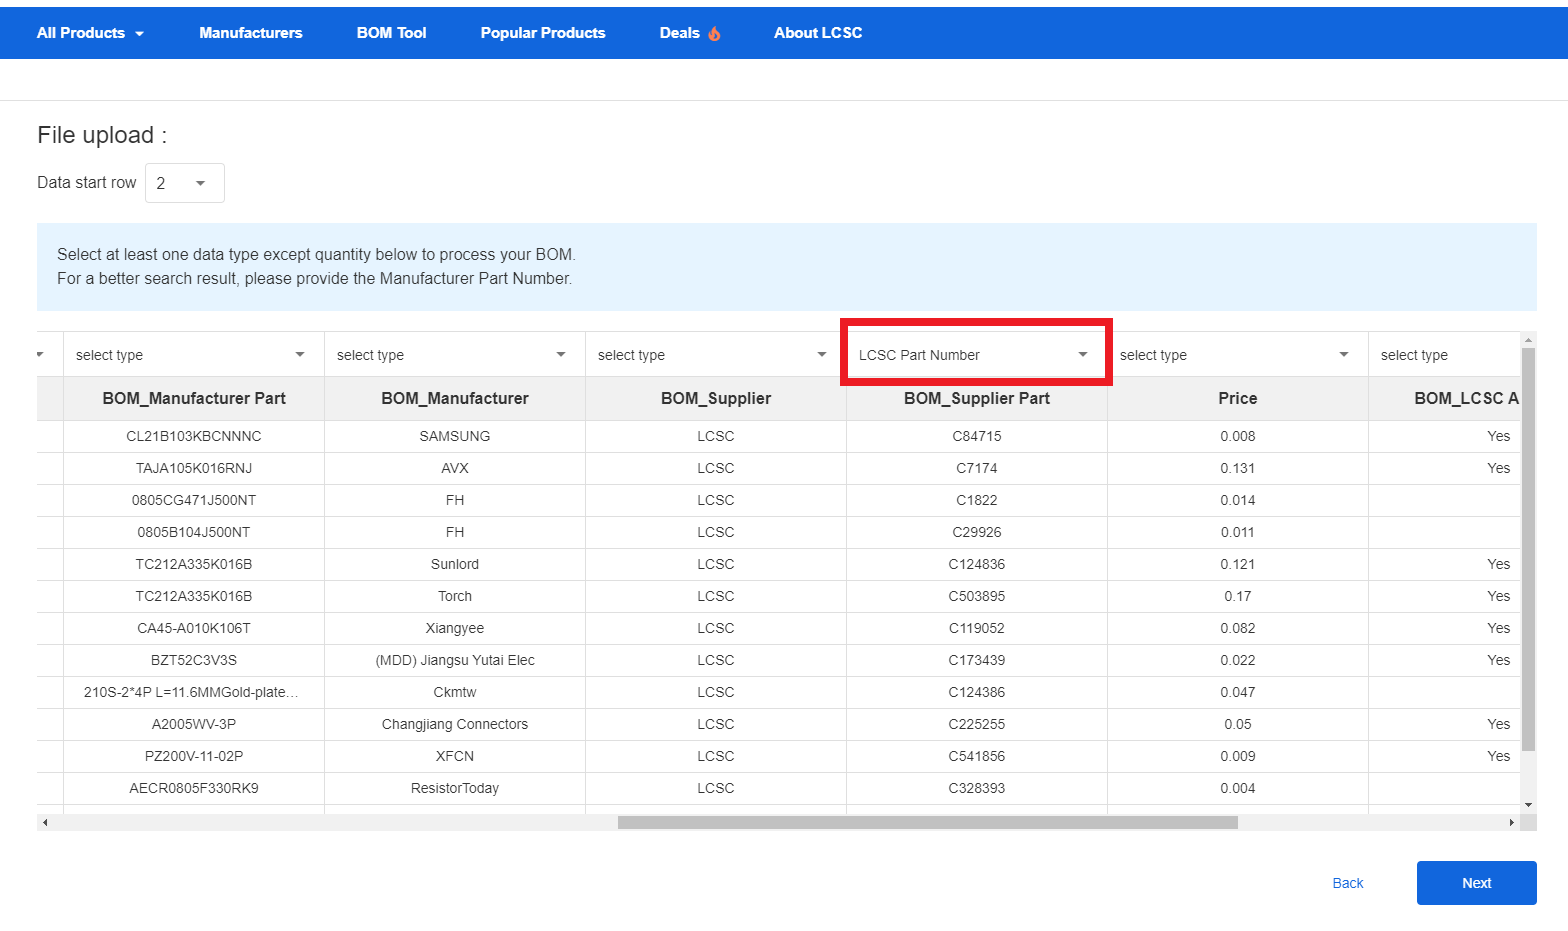 All Products Manufacturers BOM Tool Popular Products Deals About LCSC
File upload :
Data start row 2
Select at least one data type except quantity below to process your BOM.
For a better search result, please provide the Manufacturer Part Number.
select type select type select type LCSC Part Number select type select type
BOM_Manufacturer Part BOM_Manufacturer BOM_Supplier BOM_Supplier Part Price BOM_LCSC A
CL21B103KBCNNNC SAMSUNG LCSC C84715 0.008 Yes
TAJA105K016RNJ AVX LCSC C7174 0.131 Yes
0805CG471J500NT FH LCSC C1822 0.014
0805B104J500NT FH LCSC C29926 0.011
TC212A335K016B Sunlord LCSC C124836 0.121 Yes
TC212A335K016B Torch LCSC C503895 0.17 Yes
CA45-A010K106T Xiangyee LCSC C119052 0.082 Yes
BZT52C3V3S (MDD) Jiangsu Yutai Elec LCSC C173439 0.022 Yes
210S-2*4P L=11.6MMGold-plate… Ckmtw LCSC C124386 0.047
A2005WV-3P Changjiang Connectors LCSC C225255 0.05 Yes
PZ200V-11-02P XFCN LCSC C541856 0.009 Yes
AECR0805F330RK9 ResistorToday LCSC C328393 0.004
Back Next